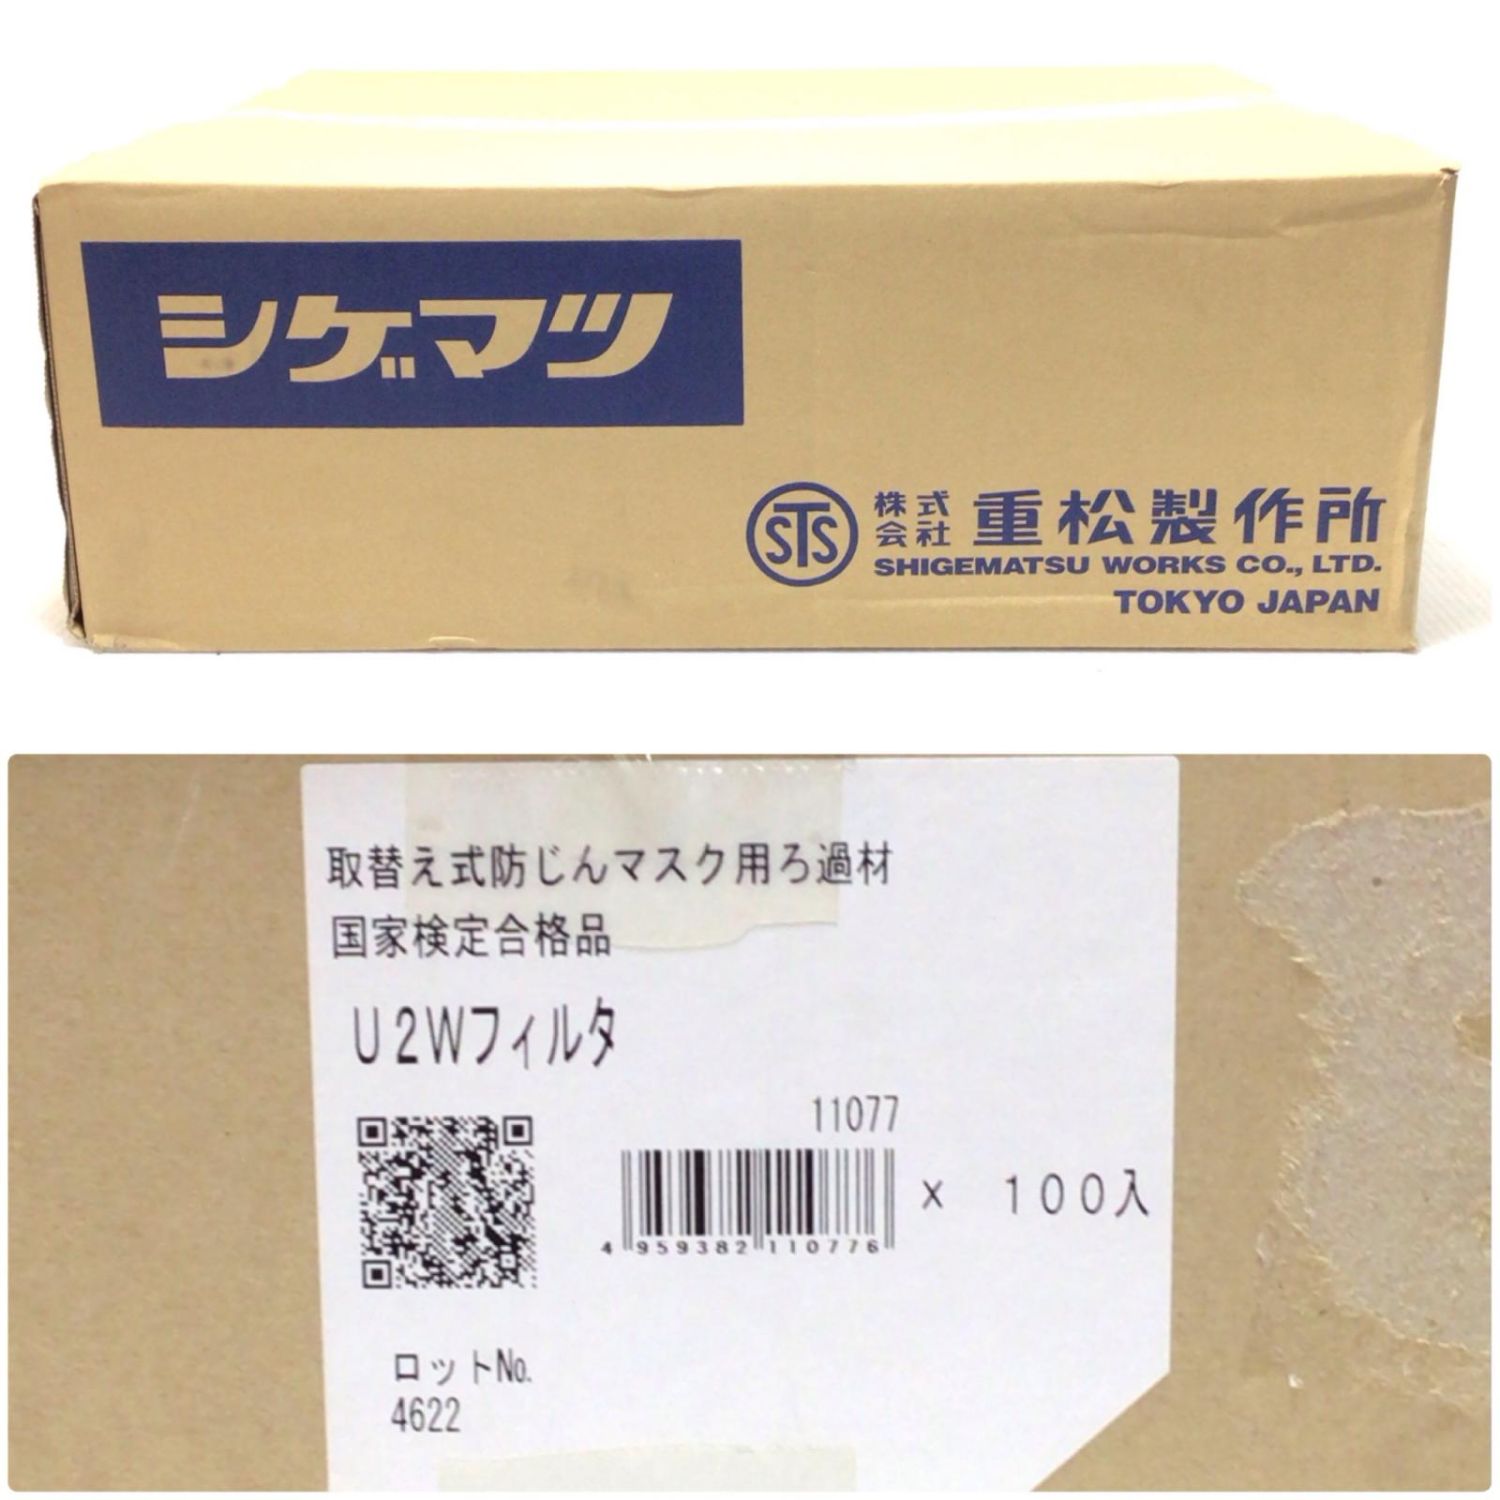 シゲマツ
STS
株式会社 重松製作所
SHIGEMATSU WORKS CO., LTD.
TOKYO JAPAN
取替え式防じんマスク用ろ過材
国家検定合格品
U2Wフィルタ
11077
4 959382 110776
× 100入
ロットNo.
4622